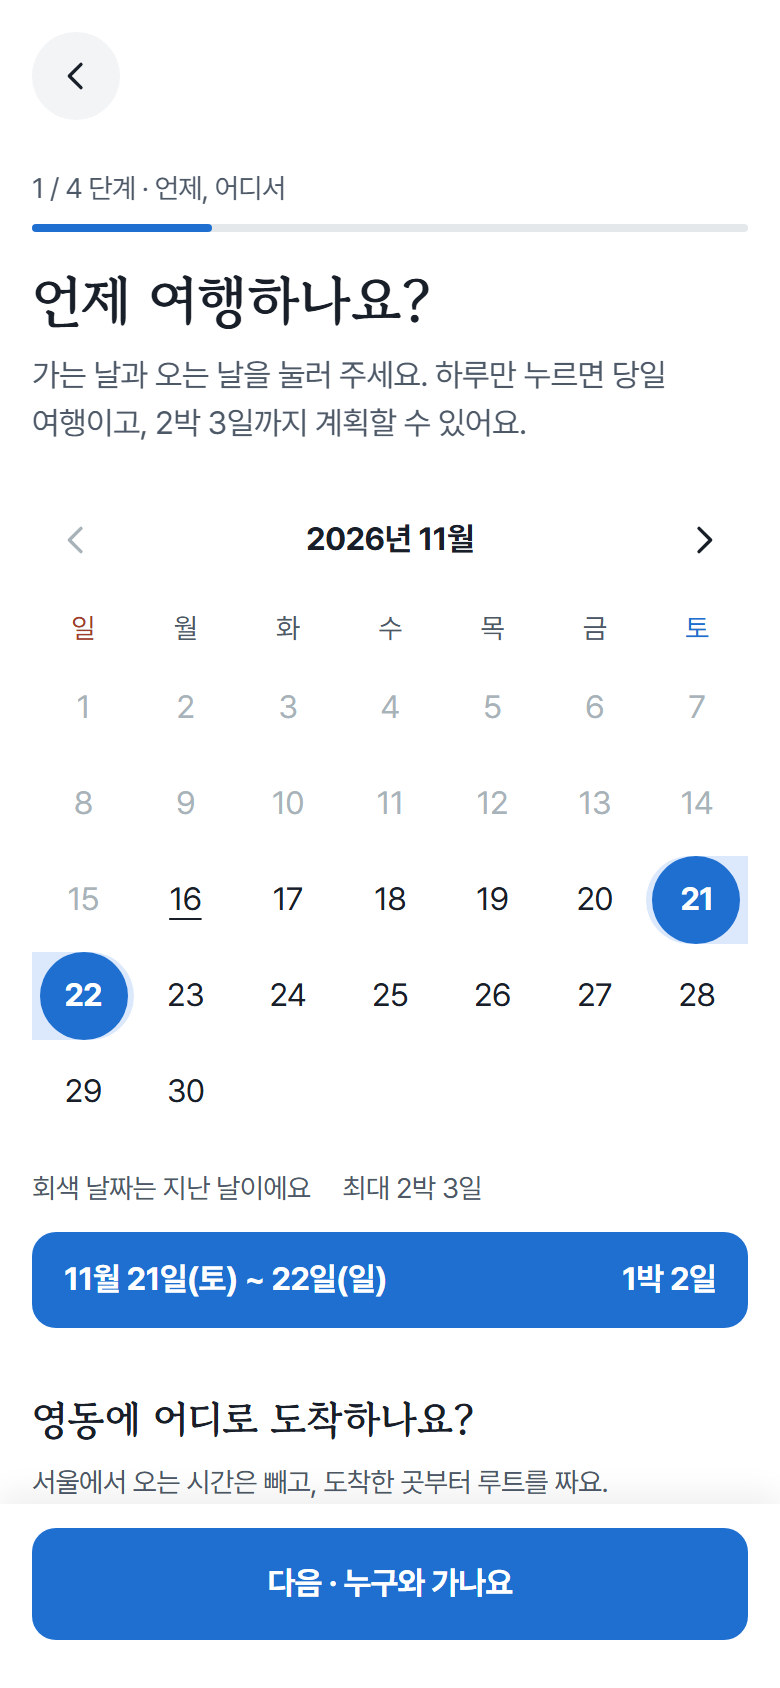 1 / 4 단계 · 언제, 어디서
언제 여행하나요?
가는 날과 오는 날을 눌러 주세요. 하루만 누르면 당일
여행이고, 2박 3일까지 계획할 수 있어요.
2026년 11월
일 월 화 수 목 금 토
1 2 3 4 5 6 7
8 9 10 11 12 13 14
15 16 17 18 19 20 21
22 23 24 25 26 27 28
29 30
회색 날짜는 지난 날이에요 최대 2박 3일
11월 21일(토) ~ 22일(일) 1박 2일
영동에 어디로 도착하나요?
서울에서 오는 시간은 빼고, 도착한 곳부터 루트를 짜요.
다음 · 누구와 가나요